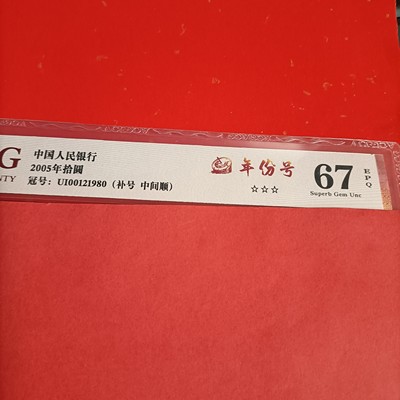 G
NTY
中国人民银行
2005年拾圆
冠号：UI00121980（补号 中间顺）
年份号
☆☆☆
67
EPQ
Superb Gem Unc